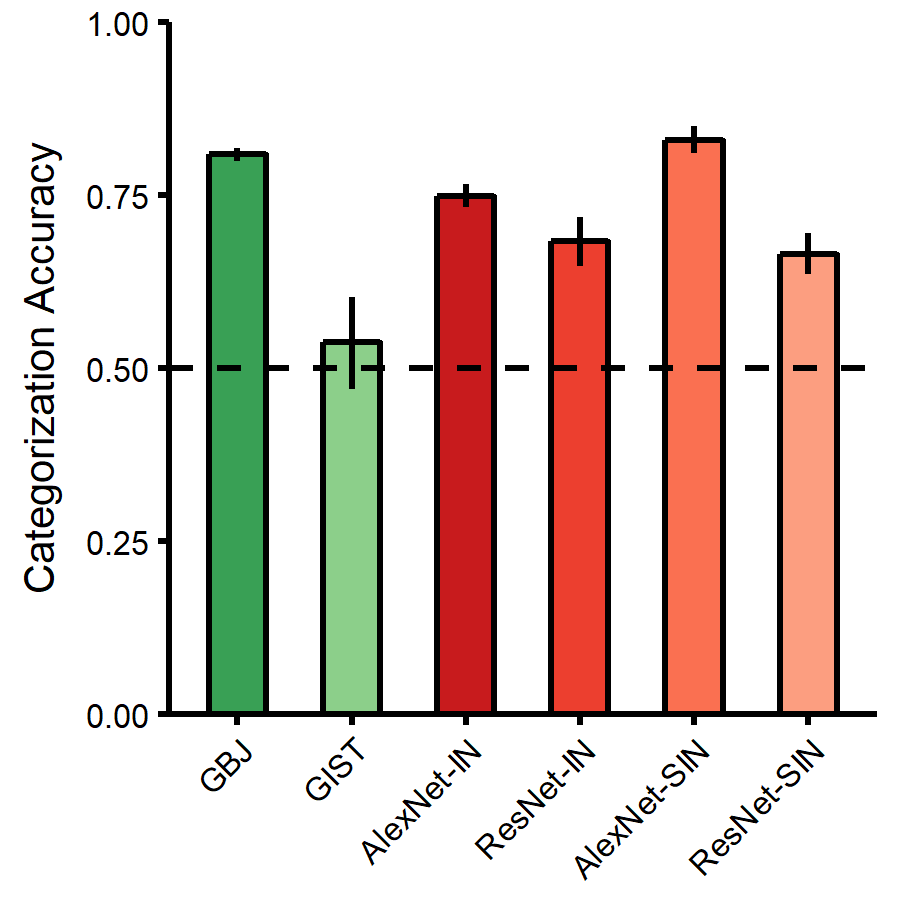 Categorization Accuracy
1.00
0.75
0.50
0.25
0.00
GBJ
GIST
AlexNet-IN
ResNet-IN
AlexNet-SIN
ResNet-SIN